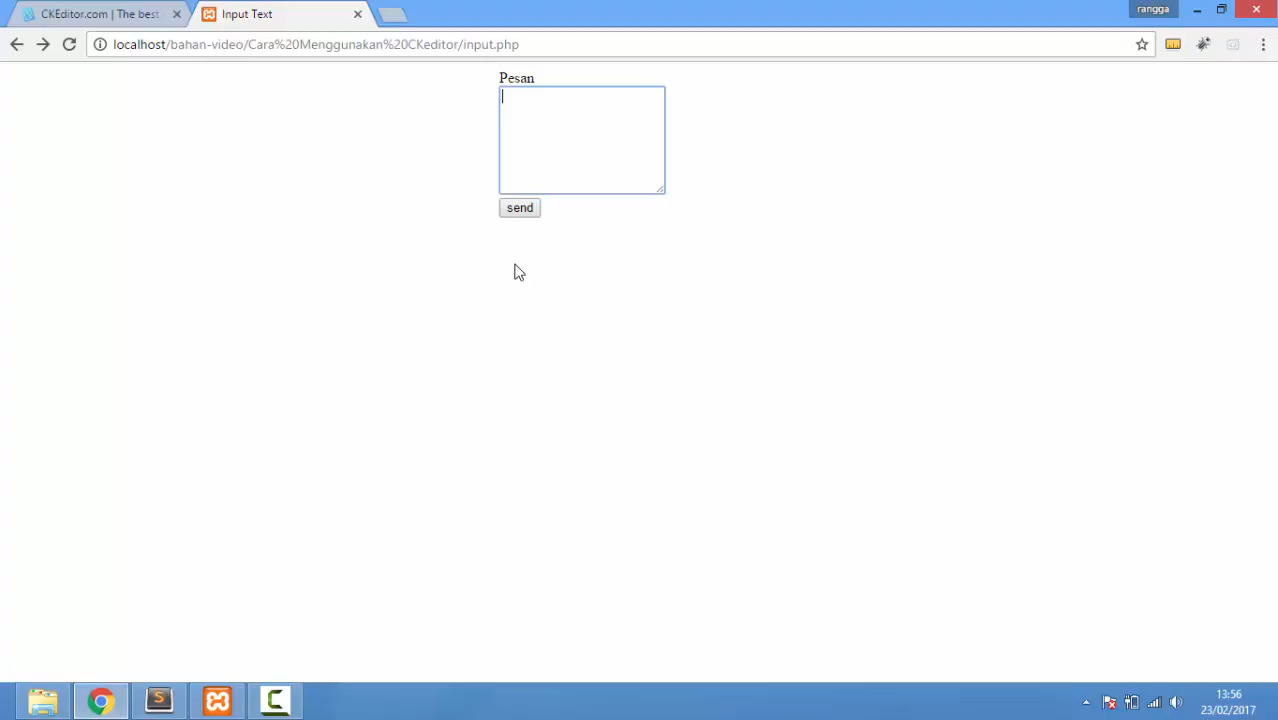 CKEditor.com | The best
Input Text
rangga
localhost/bahan-video/Cara%20Menggunakan%20CKeditor/input.php
Pesan
send
13:56
23/02/2017